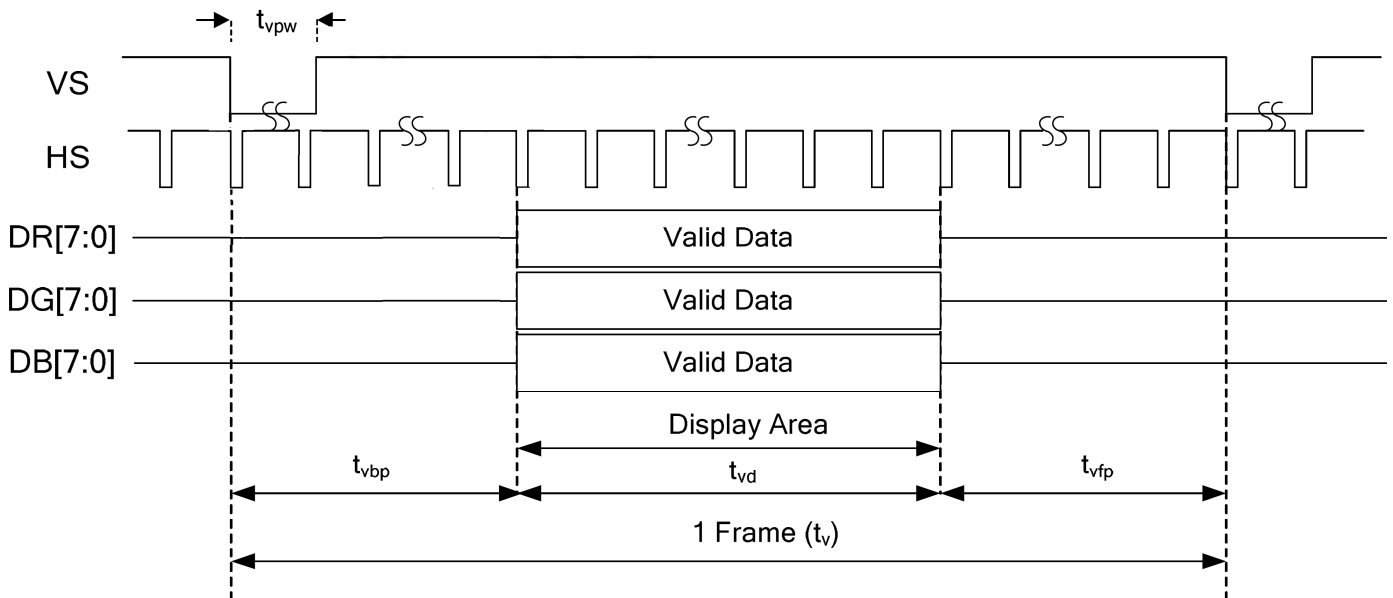 tvpw
VS
HS
DR[7:0] Valid Data
DG[7:0] Valid Data
DB[7:0] Valid Data
Display Area
tvbp tvd tvfp
1 Frame (tv)